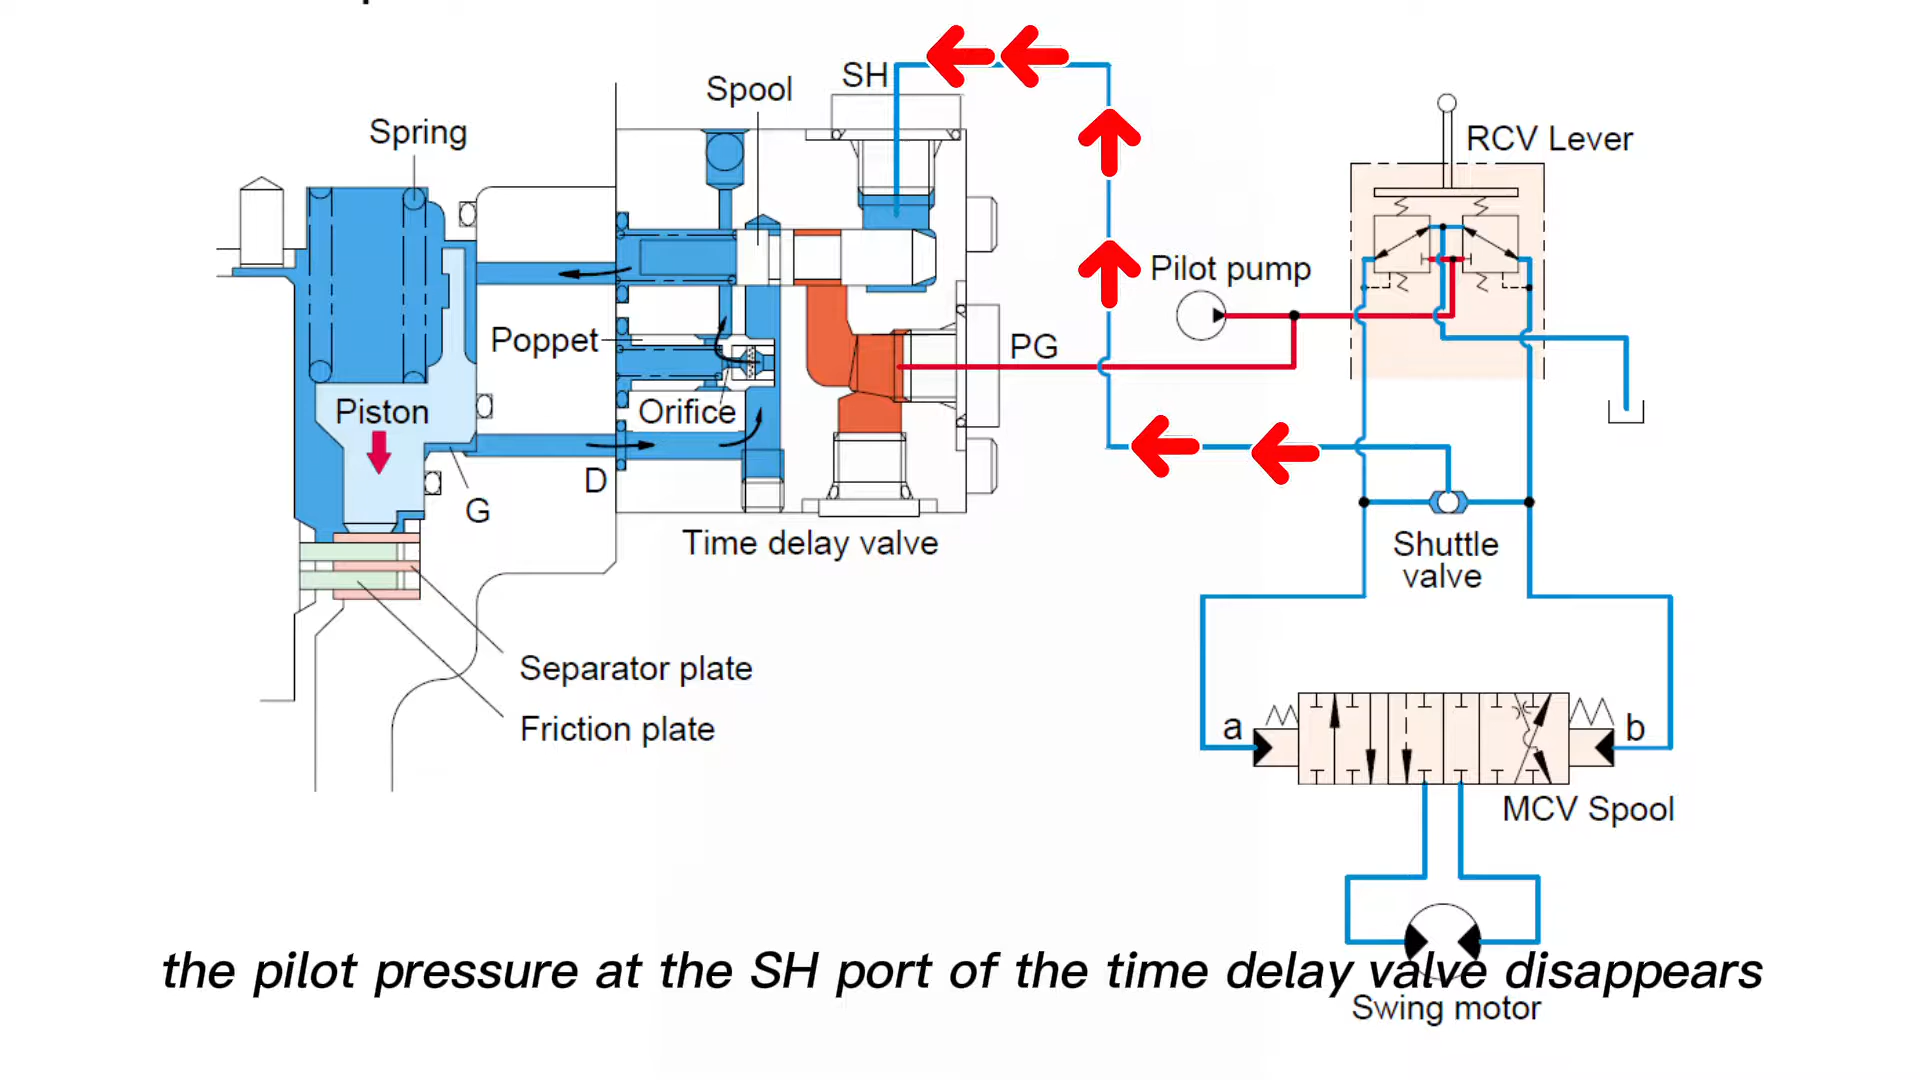 SH
Spool
Spring
RCV Lever
Pilot pump
Poppet
PG
Piston
Orifice
D
G
Time delay valve
Shuttle
valve
Separator plate
Friction plate
a
b
MCV Spool
the pilot pressure at the SH port of the time delay valve disappears
Swing motor